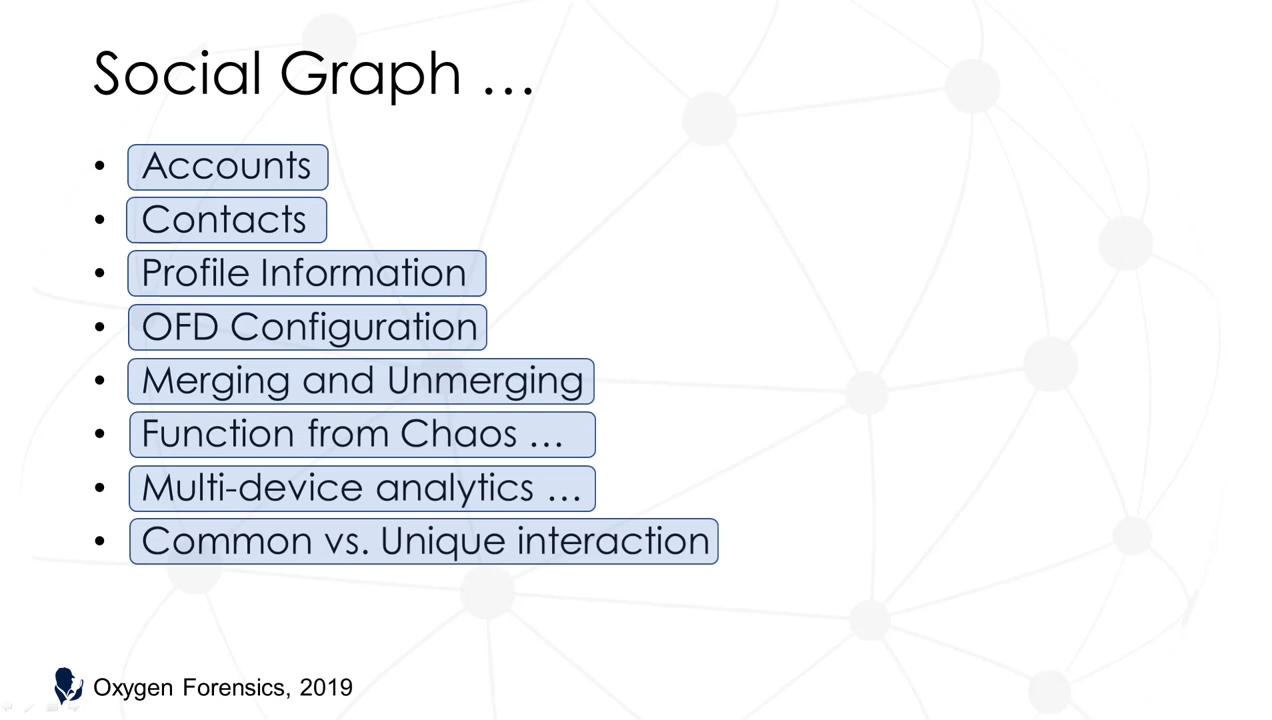 Social Graph …
• Accounts
• Contacts
• Profile Information
• OFD Configuration
• Merging and Unmerging
• Function from Chaos …
• Multi-device analytics …
• Common vs. Unique interaction
Oxygen Forensics, 2019